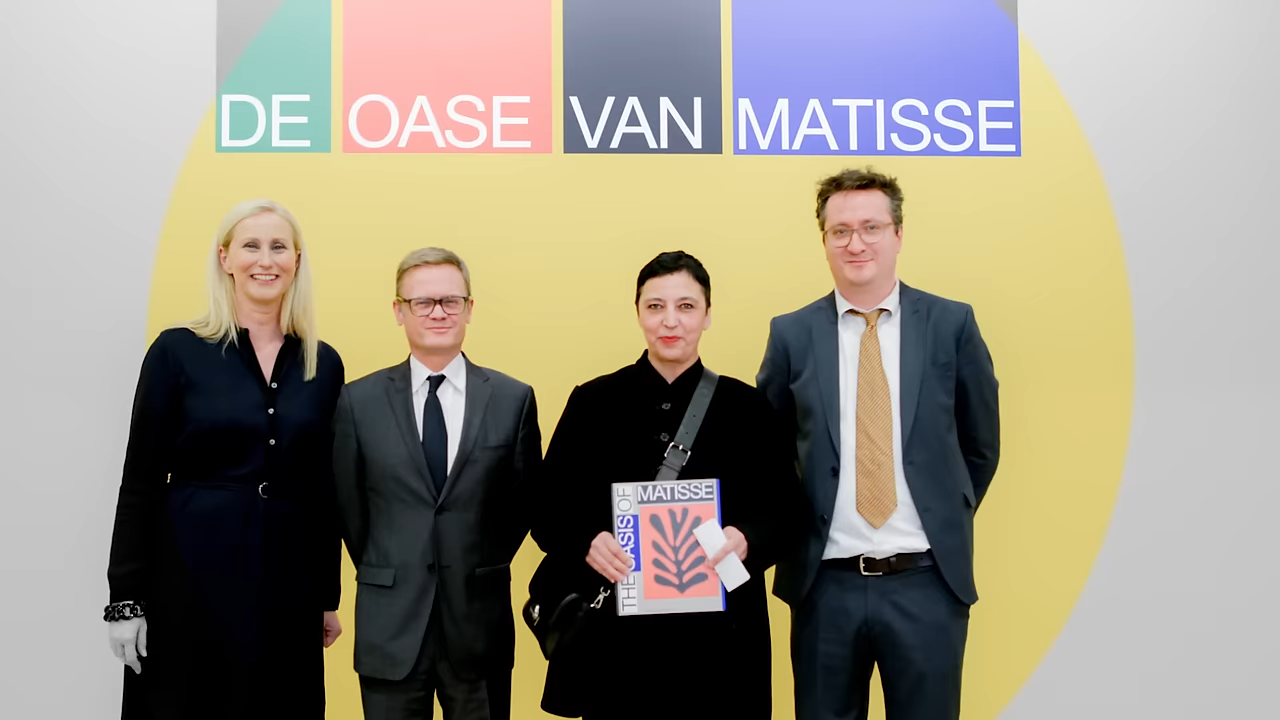 DE OASE VAN MATISSE
THE OASIS OF
MATISSE